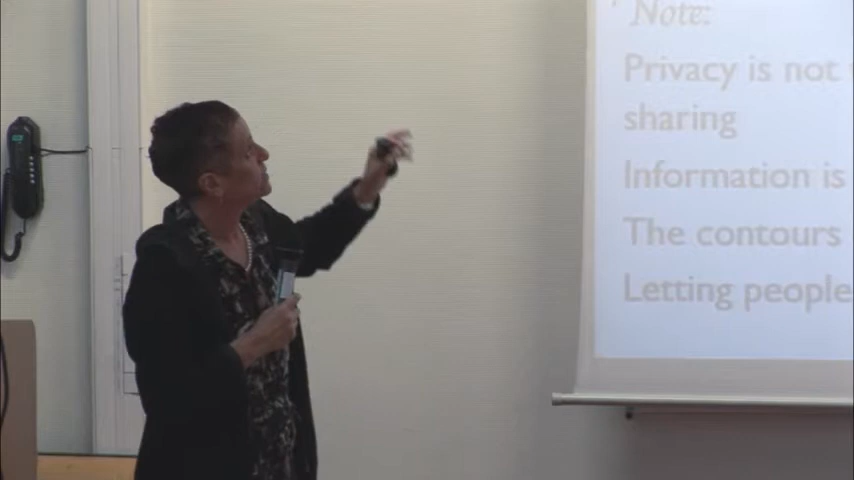 Note:
Privacy is not
sharing
Information is
The contours
Letting people